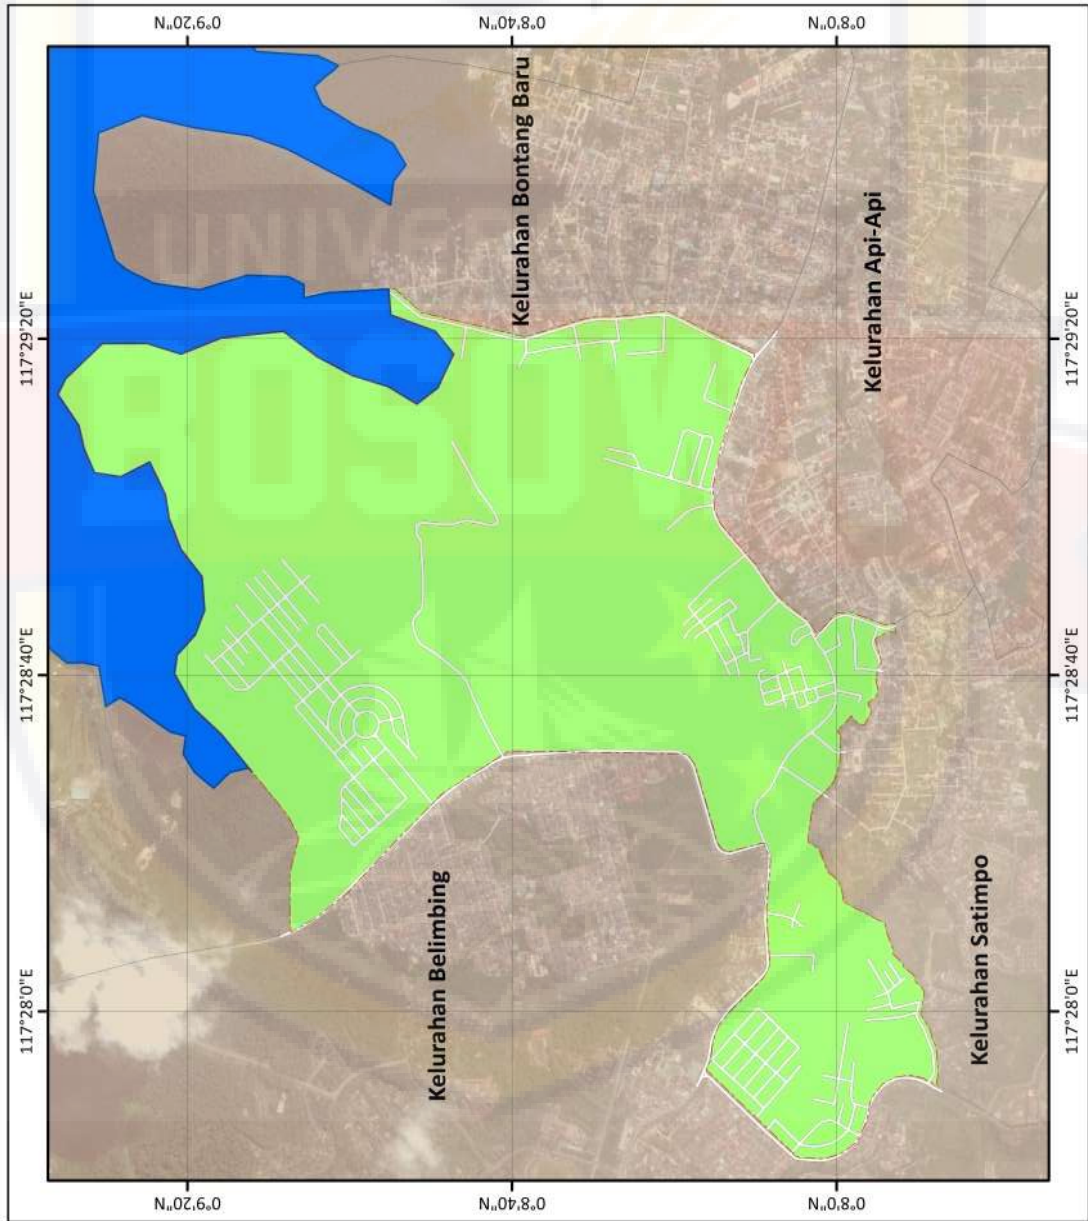 117°28'0"E 117°28'40"E 117°29'20"E
0°9'20"N 0°9'20"N
UNIVER
BOSOW
Kelurahan Belimbing
Kelurahan Bontang Baru
0°8'40"N 0°8'40"N
0°8'0"N 0°8'0"N
Kelurahan Api-Api
Kelurahan Satimpo
117°28'0"E 117°28'40"E 117°29'20"E